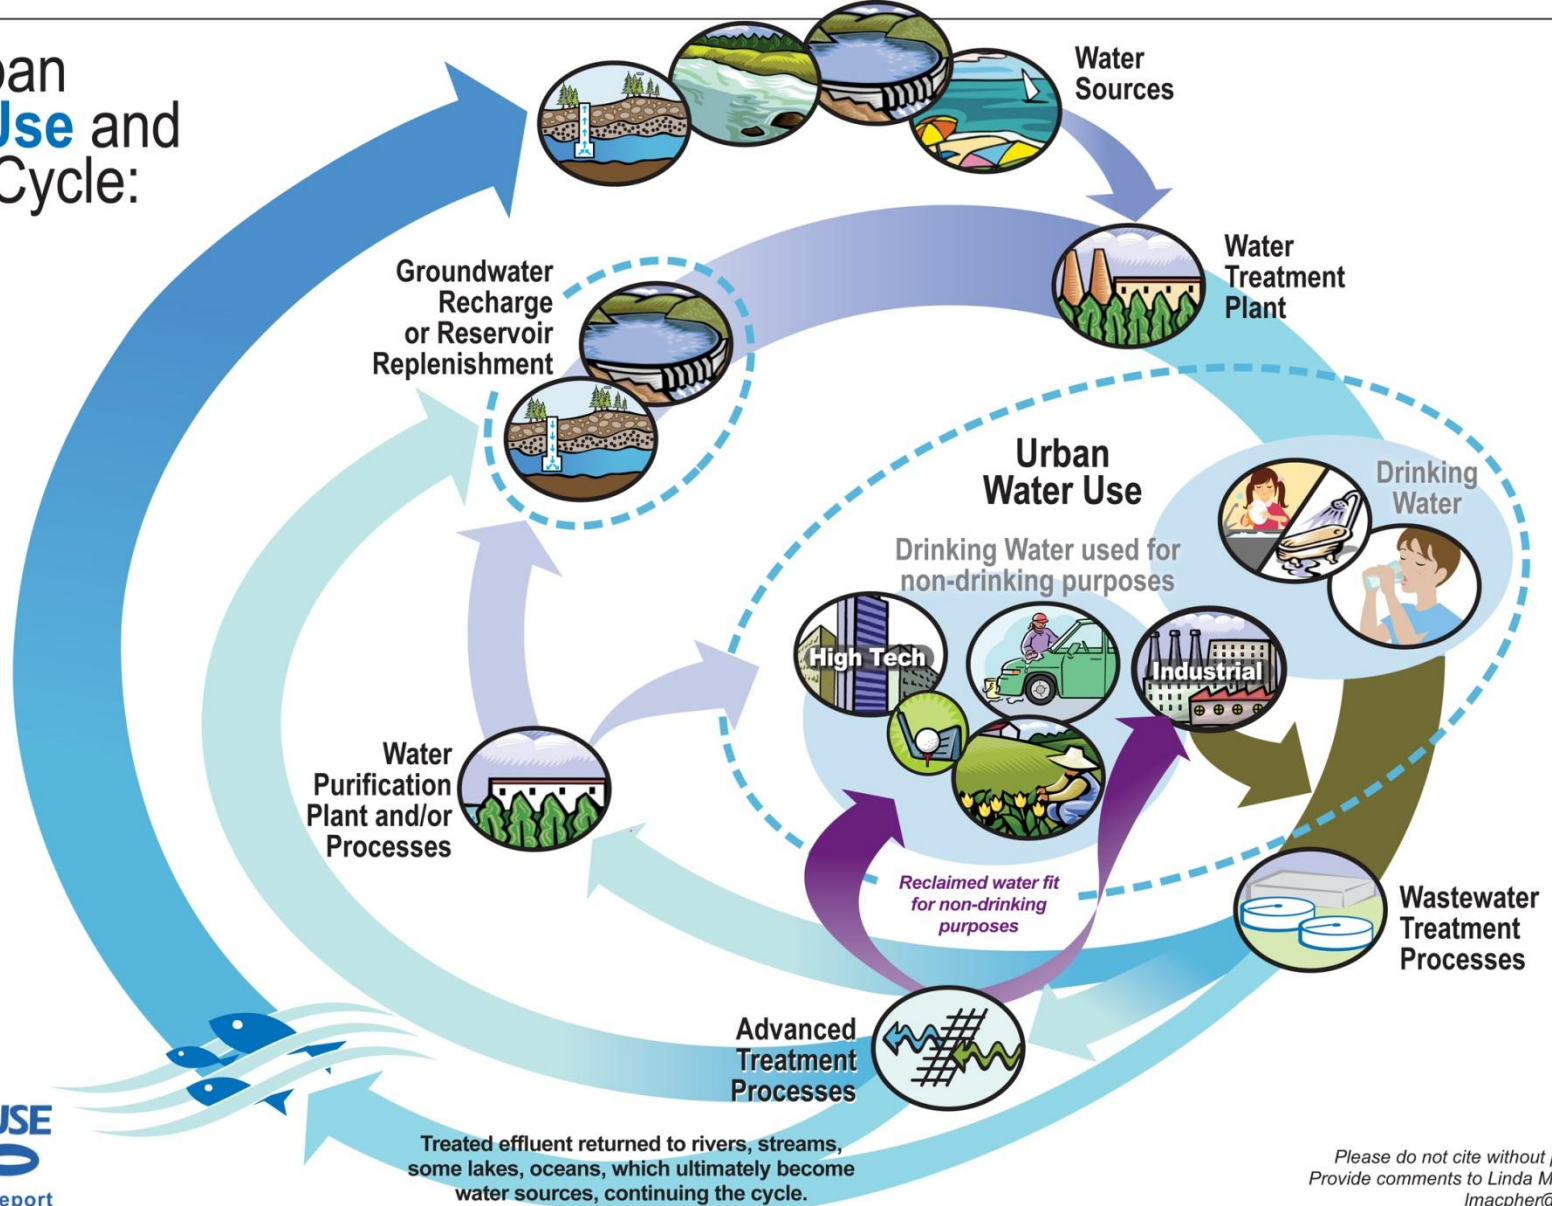 Use and
Cycle:
Water
Sources
Water
Treatment
Plant
Groundwater
Recharge
or Reservoir
Replenishment
Urban
Water Use
Drinking
Water
Drinking Water used for
non-drinking purposes
High Tech
Industrial
Water
Purification
Plant and/or
Processes
Reclaimed water fit
for non-drinking
purposes
Wastewater
Treatment
Processes
Advanced
Treatment
Processes
Treated effluent returned to rivers, streams,
some lakes, oceans, which ultimately become
water sources, continuing the cycle.
Please do not cite without
Provide comments to Linda
lmacpher@